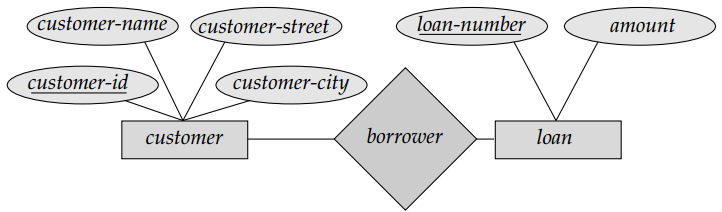 customer-name
customer-street
loan-number
amount
customer-id
customer-city
customer
borrower
loan